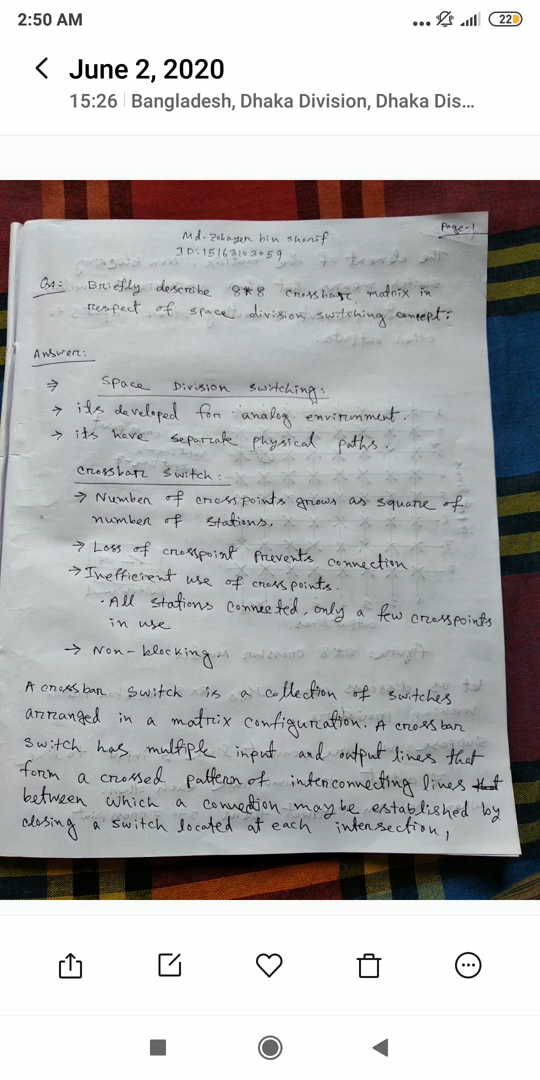 2:50 AM
22
June 2, 2020
15:26 | Bangladesh, Dhaka Division, Dhaka Dis...
Page-1
Md. Zobayer bin Sharif
ID:15163103059
Q1: Briefly describe 8*8 crossbar matrix in
respect of space division switching concept:
Answer:
⇒ Space Division switching:
→ its developed for analog environment.
→ its have separate physical paths.
crossbar switch:
→ Number of crosspoints grows as square of
number of stations.
→ Loss of crosspoint prevents connection
→ Inefficient use of crosspoints.
· All stations connected, only a few crosspoints
in use
→ Non-blocking.
A crossbar switch is a collection of switches
arranged in a matrix configuration. A crossbar
switch has multiple input and output lines that
form a crossed pattern of interconnecting lines
between which a connection may be established by
closing a switch located at each intersection,